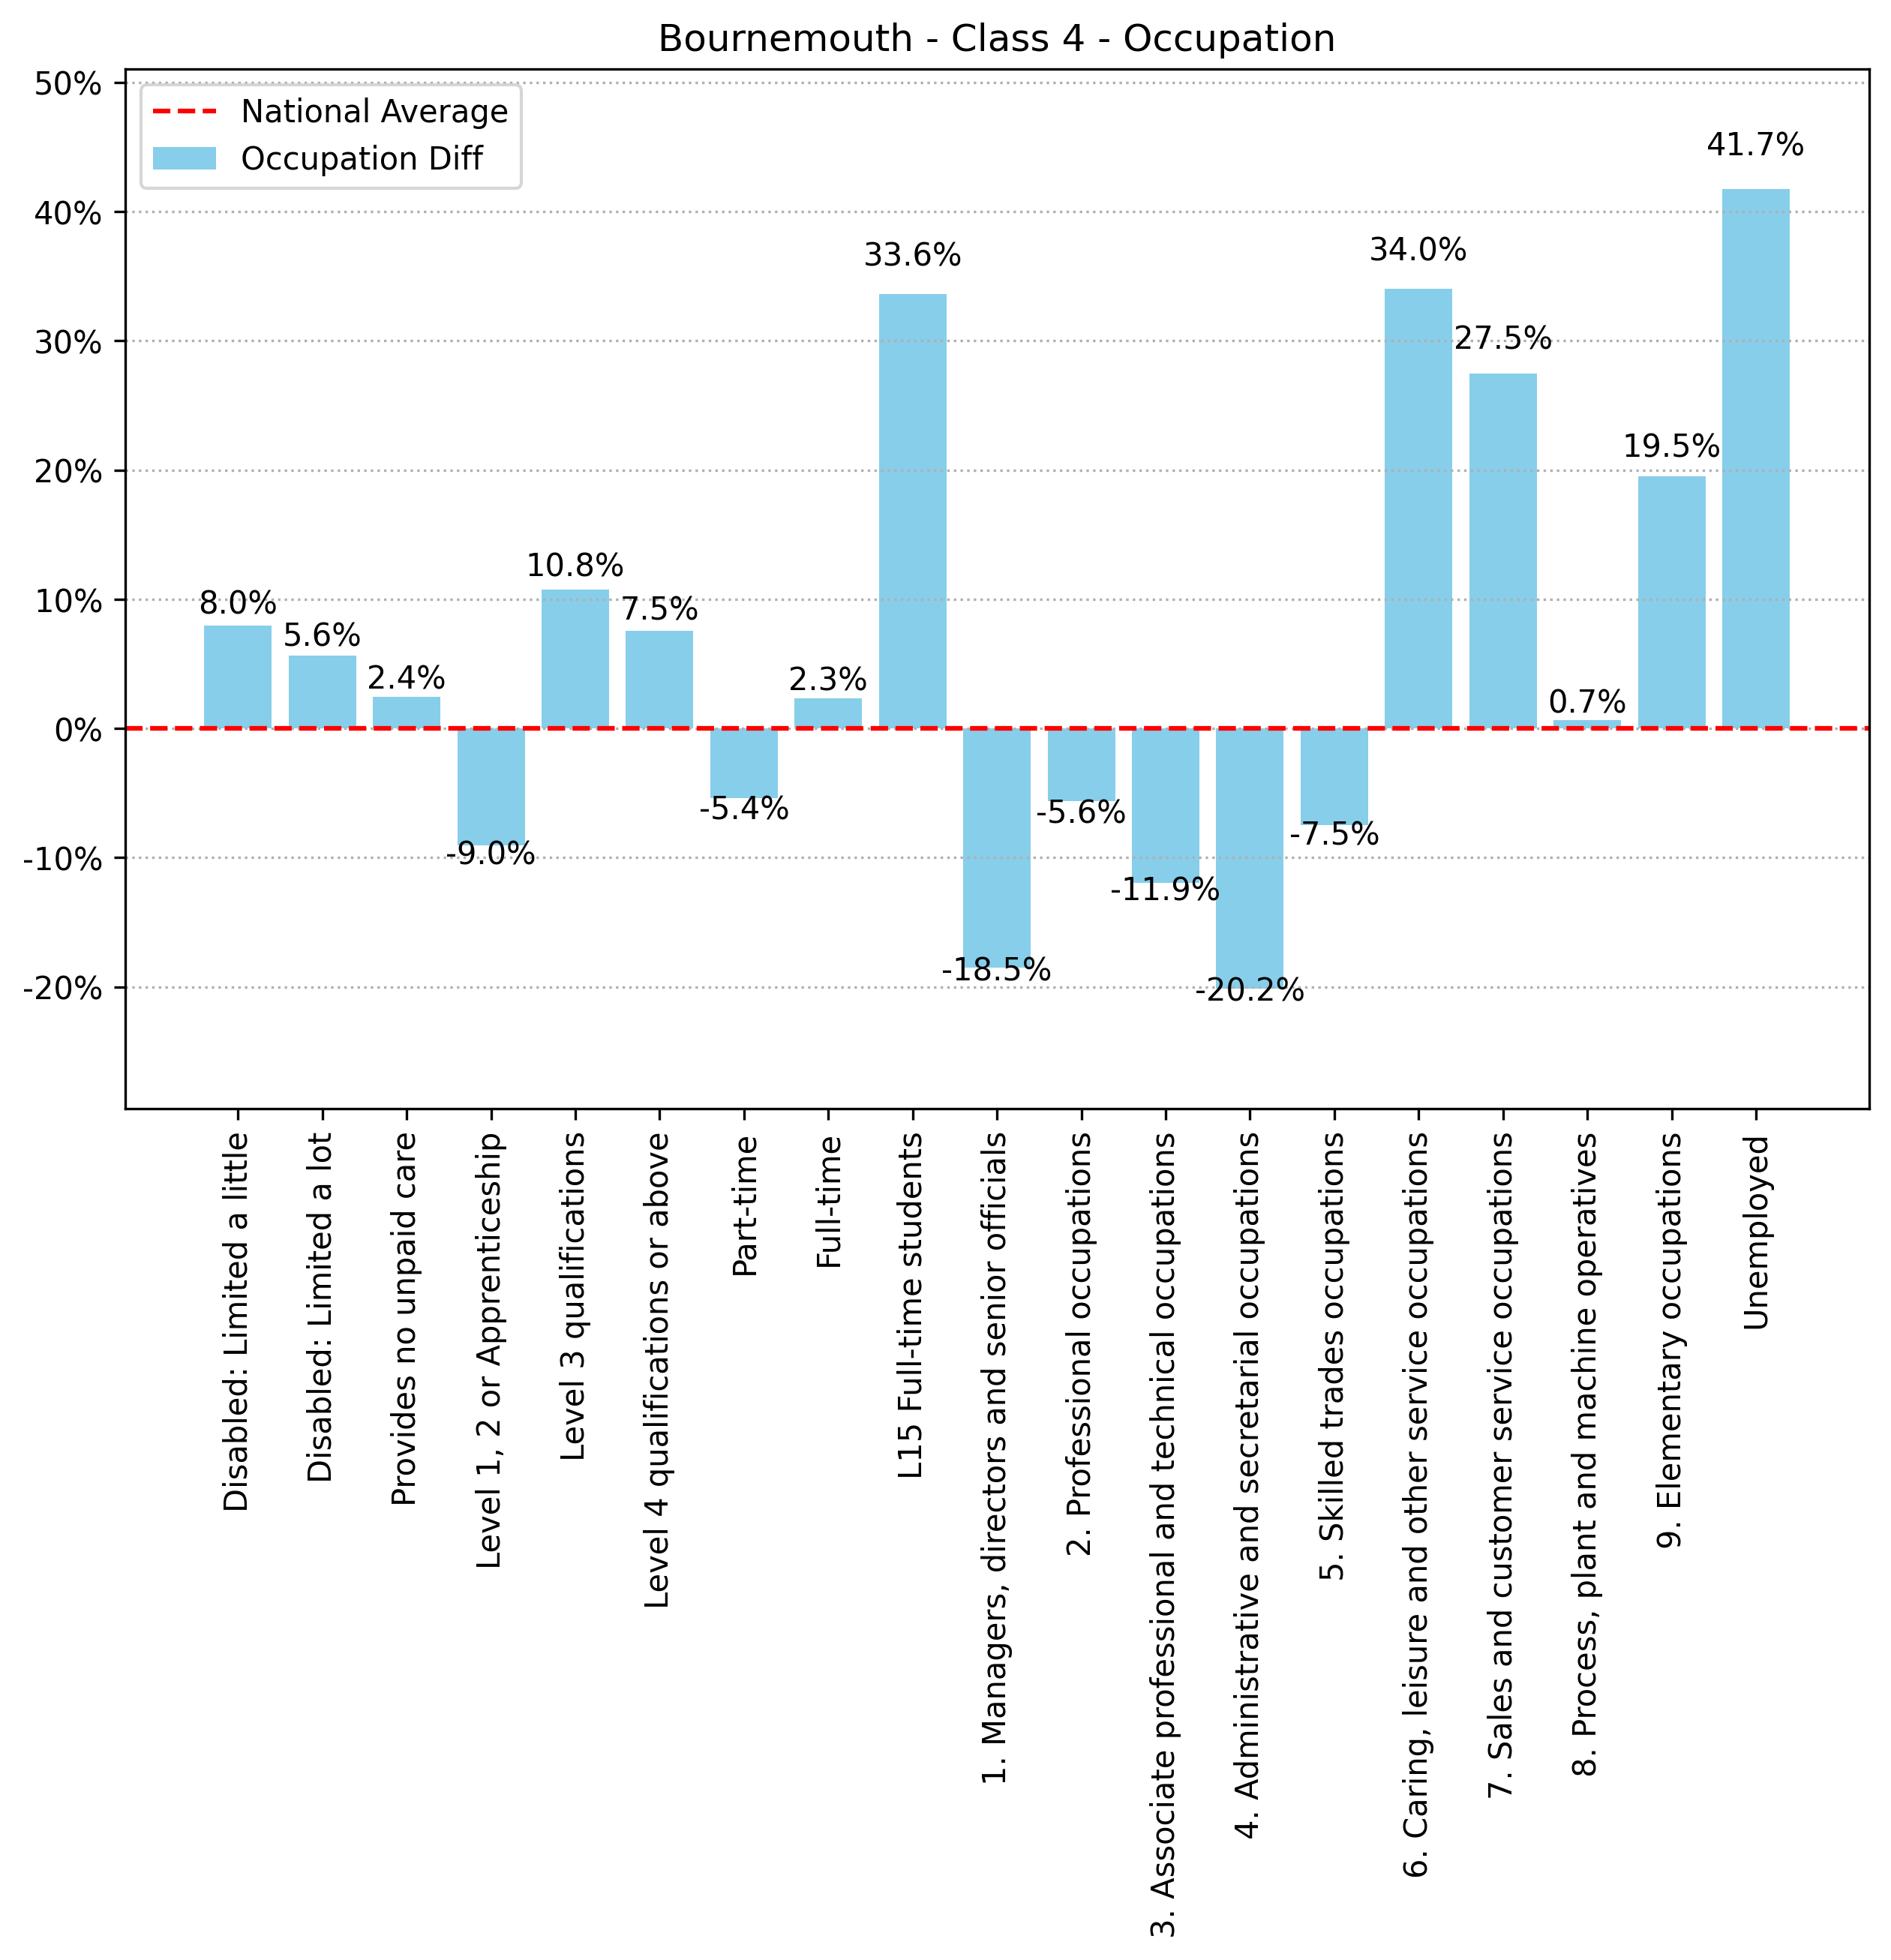 Bournemouth - Class 4 - Occupation
50%
40%
30%
20%
10%
0%
-10%
-20%
National Average
Occupation Diff
8.0%
5.6%
2.4%
-9.0%
10.8%
7.5%
-5.4%
2.3%
33.6%
-18.5%
-5.6%
-11.9%
-20.2%
-7.5%
34.0%
27.5%
0.7%
19.5%
41.7%
Disabled: Limited a little
Disabled: Limited a lot
Provides no unpaid care
Level 1, 2 or Apprenticeship
Level 3 qualifications
Level 4 qualifications or above
Part-time
Full-time
L15 Full-time students
1. Managers, directors and senior officials
2. Professional occupations
3. Associate professional and technical occupations
4. Administrative and secretarial occupations
5. Skilled trades occupations
6. Caring, leisure and other service occupations
7. Sales and customer service occupations
8. Process, plant and machine operatives
9. Elementary occupations
Unemployed